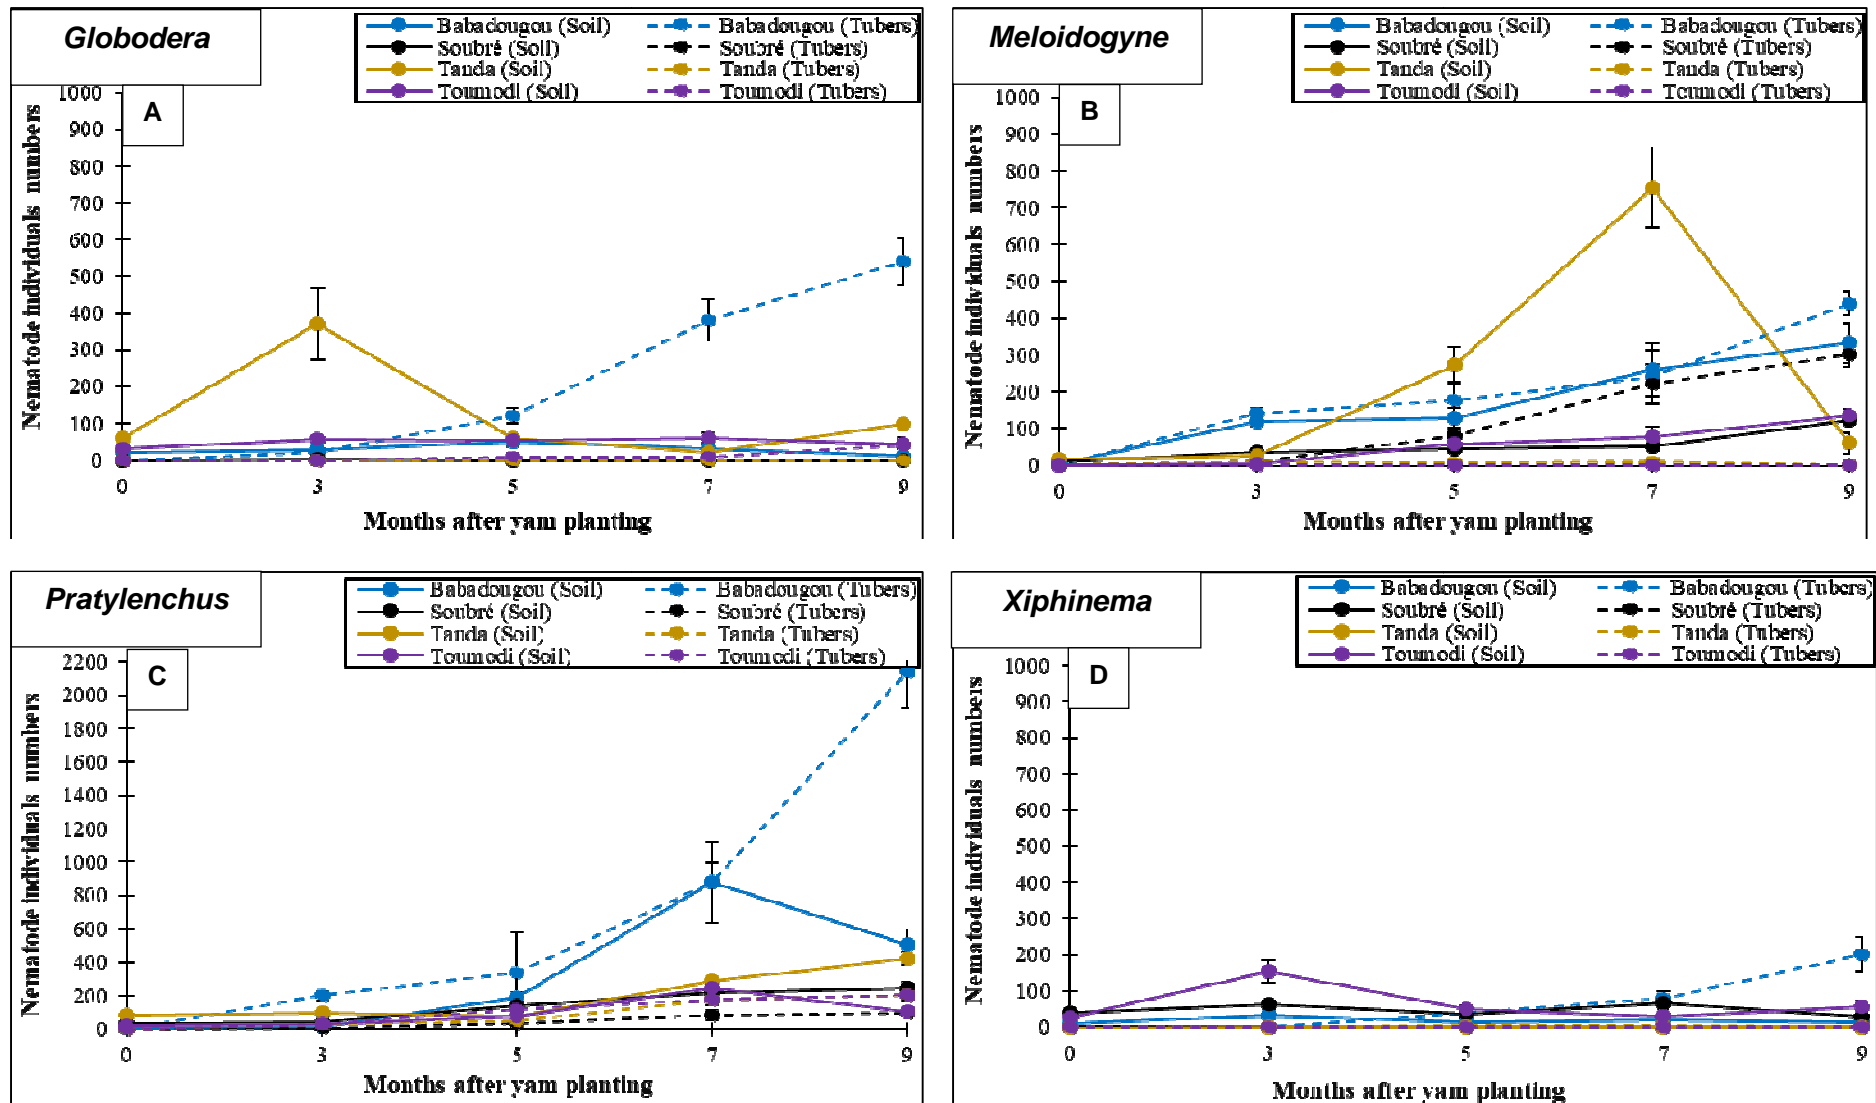 Globodera
Babadougou (Soil) Babadougou (Tubers)
Soubré (Soil) Soubré (Tubers)
Tanda (Soil) Tanda (Tubers)
Toumodi (Soil) Toumodi (Tubers)
A
1000
900
800
700
600
500
400
300
200
100
0
0 3 5 7 9
Nematode individuals numbers
Months after yam planting
Meloidogyne
Babadougou (Soil) Babadougou (Tubers)
Soubré (Soil) Soubré (Tubers)
Tanda (Soil) Tanda (Tubers)
Toumodi (Soil) Toumodi (Tubers)
B
1000
900
800
700
600
500
400
300
200
100
0
0 3 5 7 9
Nematode individuals numbers
Months after yam planting
Pratylenchus
Babadougou (Soil) Babadougou (Tubers)
Soubré (Soil) Soubré (Tubers)
Tanda (Soil) Tanda (Tubers)
Toumodi (Soil) Toumodi (Tubers)
C
2200
2000
1800
1600
1400
1200
1000
800
600
400
200
0
0 3 5 7 9
Nematode individuals numbers
Months after yam planting
Xiphinema
Babadougou (Soil) Babadougou (Tubers)
Soubré (Soil) Soubré (Tubers)
Tanda (Soil) Tanda (Tubers)
Toumodi (Soil) Toumodi (Tubers)
D
1000
900
800
700
600
500
400
300
200
100
0
0 3 5 7 9
Nematode individuals numbers
Months after yam planting